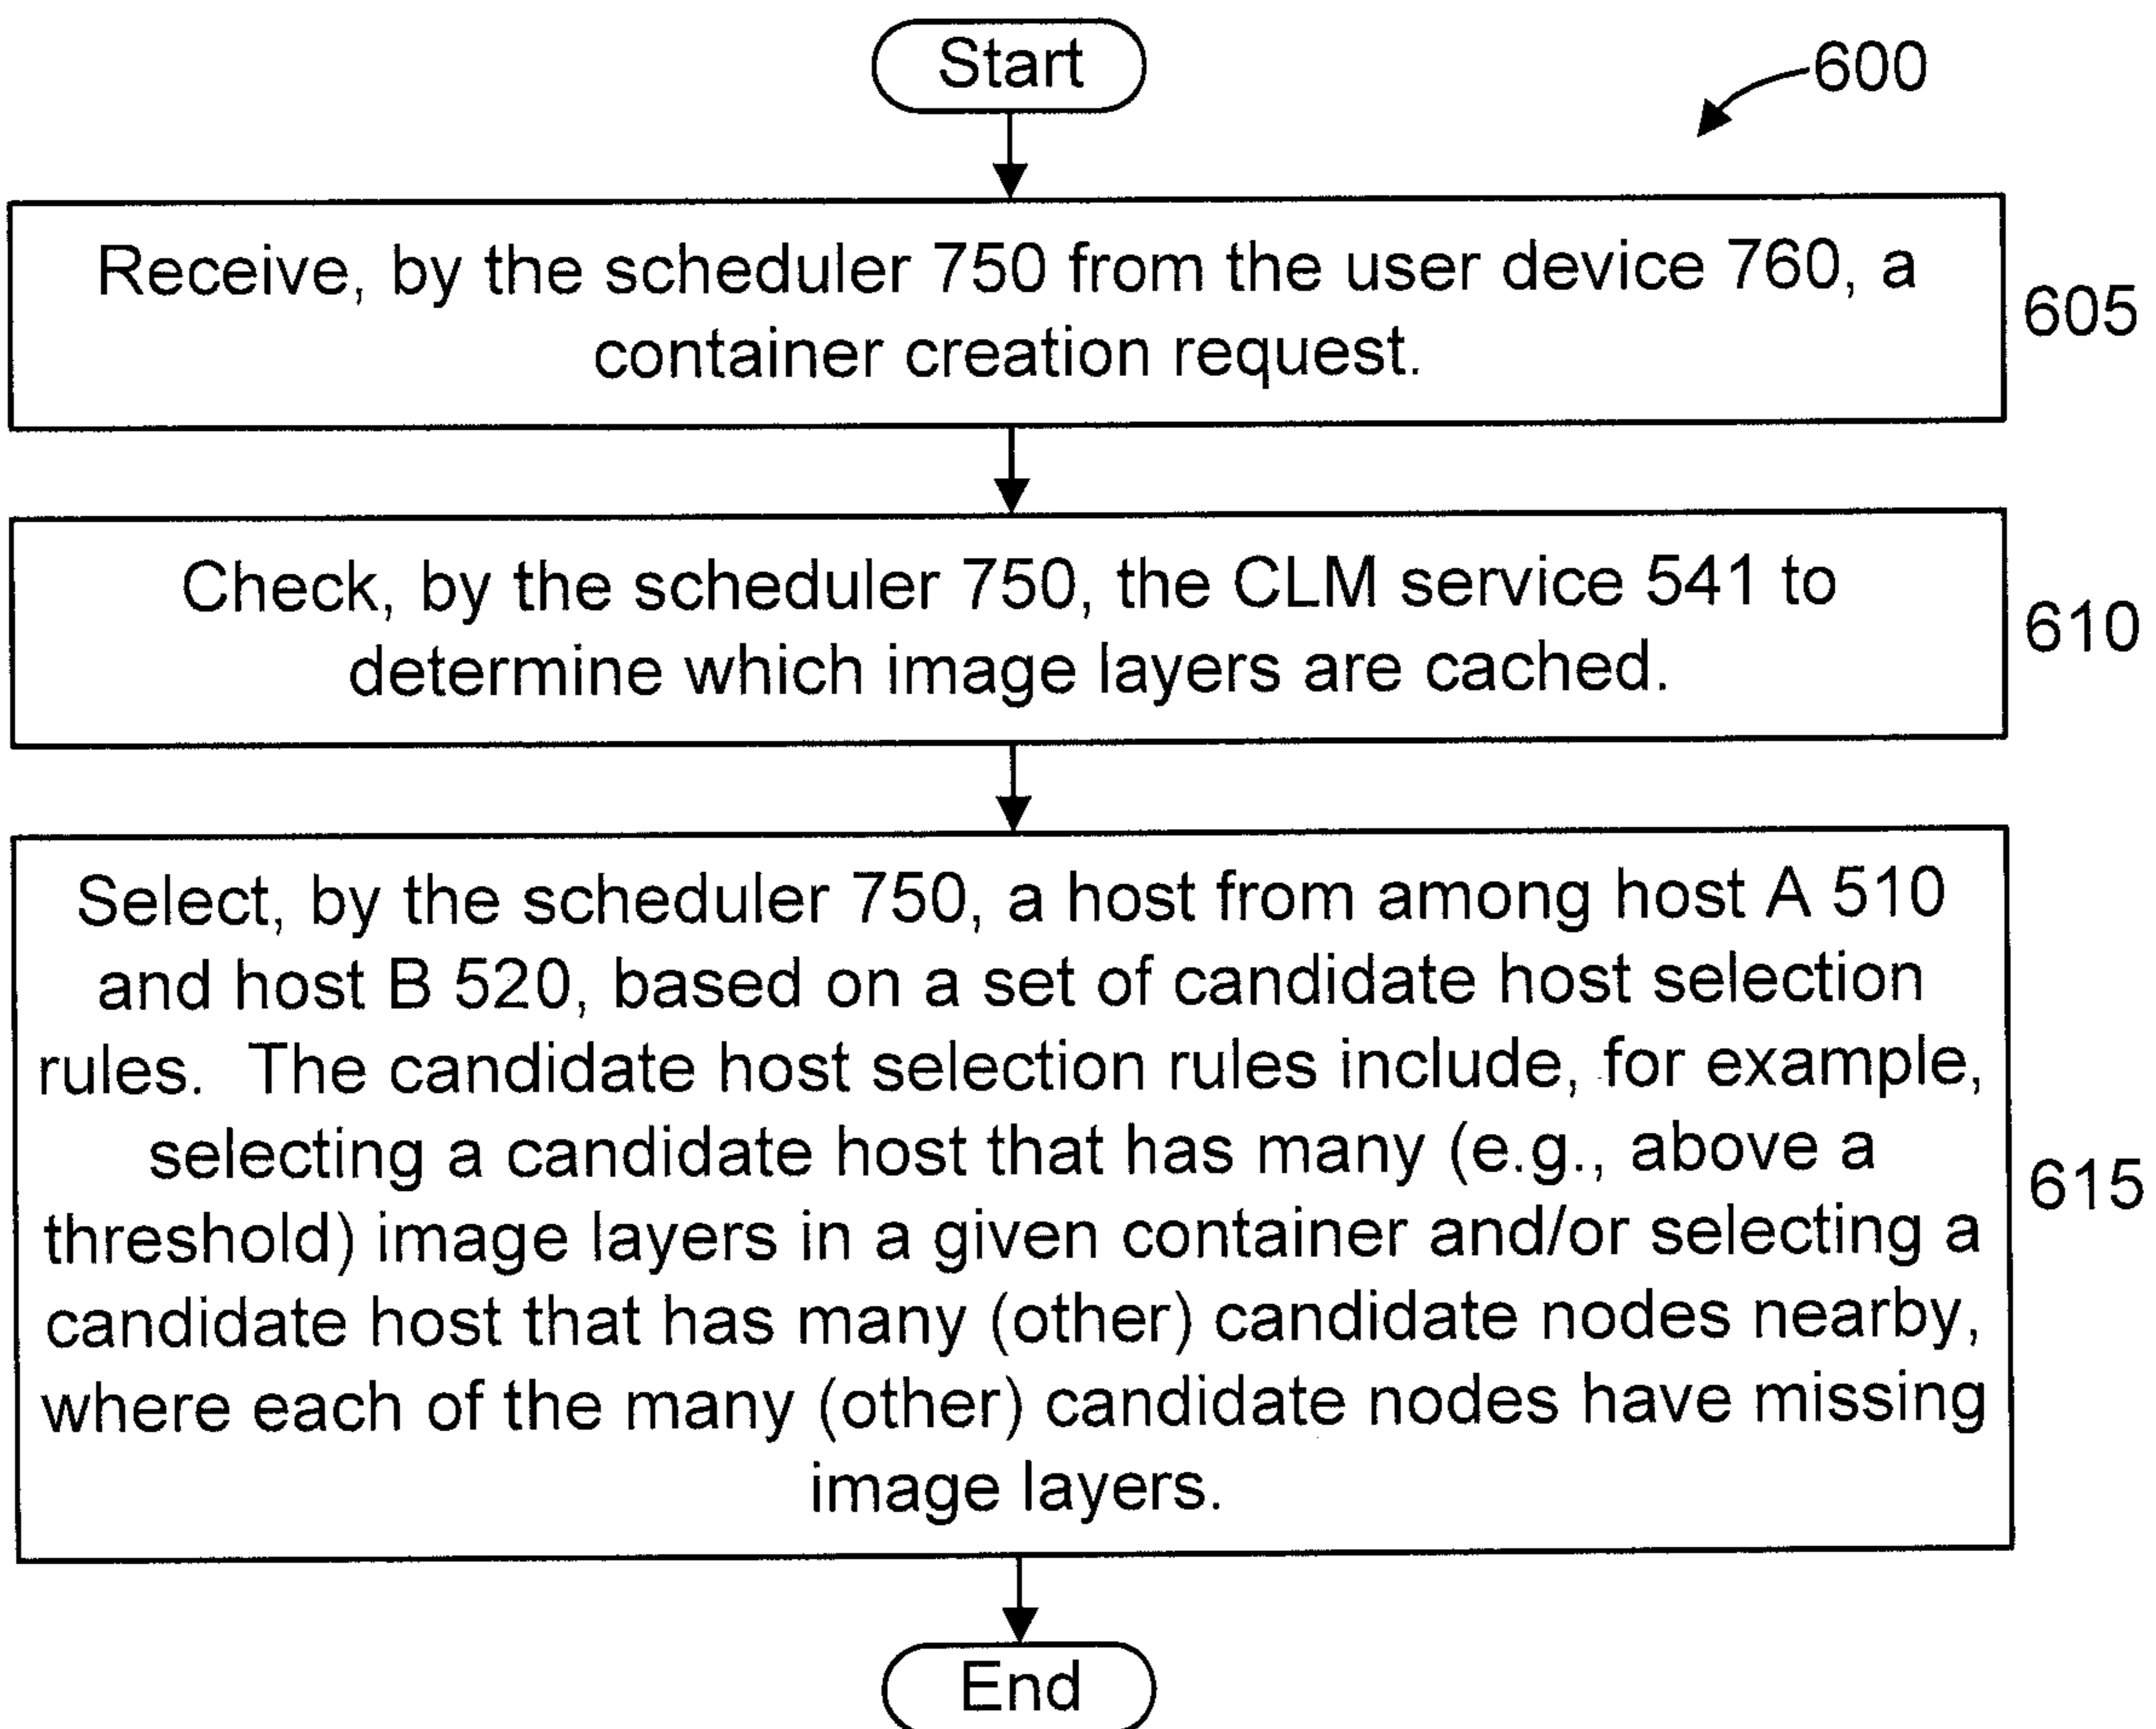 Start
600
Receive, by the scheduler 750 from the user device 760, a
container creation request.
605
Check, by the scheduler 750, the CLM service 541 to
determine which image layers are cached.
610
Select, by the scheduler 750, a host from among host A 510
and host B 520, based on a set of candidate host selection
rules.  The candidate host selection rules include, for example,
selecting a candidate host that has many (e.g., above a
threshold) image layers in a given container and/or selecting a
candidate host that has many (other) candidate nodes nearby,
where each of the many (other) candidate nodes have missing
image layers.
615
End